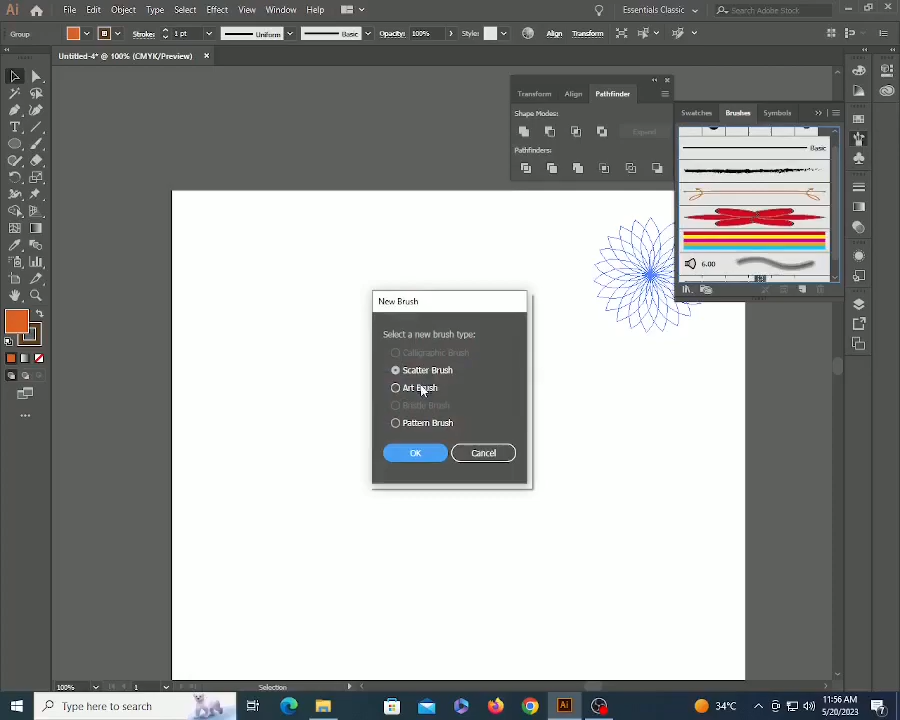 Ai File Edit Object Type Select Effect View Window Help Essentials Classic Search Adobe Stock
Group Stroke: 1 pt Uniform Basic Opacity: 100% Style: Align Transform
Untitled-4* @ 100% (CMYK/Preview)
Transform Align Pathfinder
Shape Modes:
Expand
Pathfinders:
Swatches Brushes Symbols
Basic
6.00
New Brush
Select a new brush type:
Calligraphic Brush
Scatter Brush
Art Brush
Bristle Brush
Pattern Brush
OK Cancel
100% 1 Selection
Type here to search
Ai
34°C
11:56 AM
5/20/2023
7